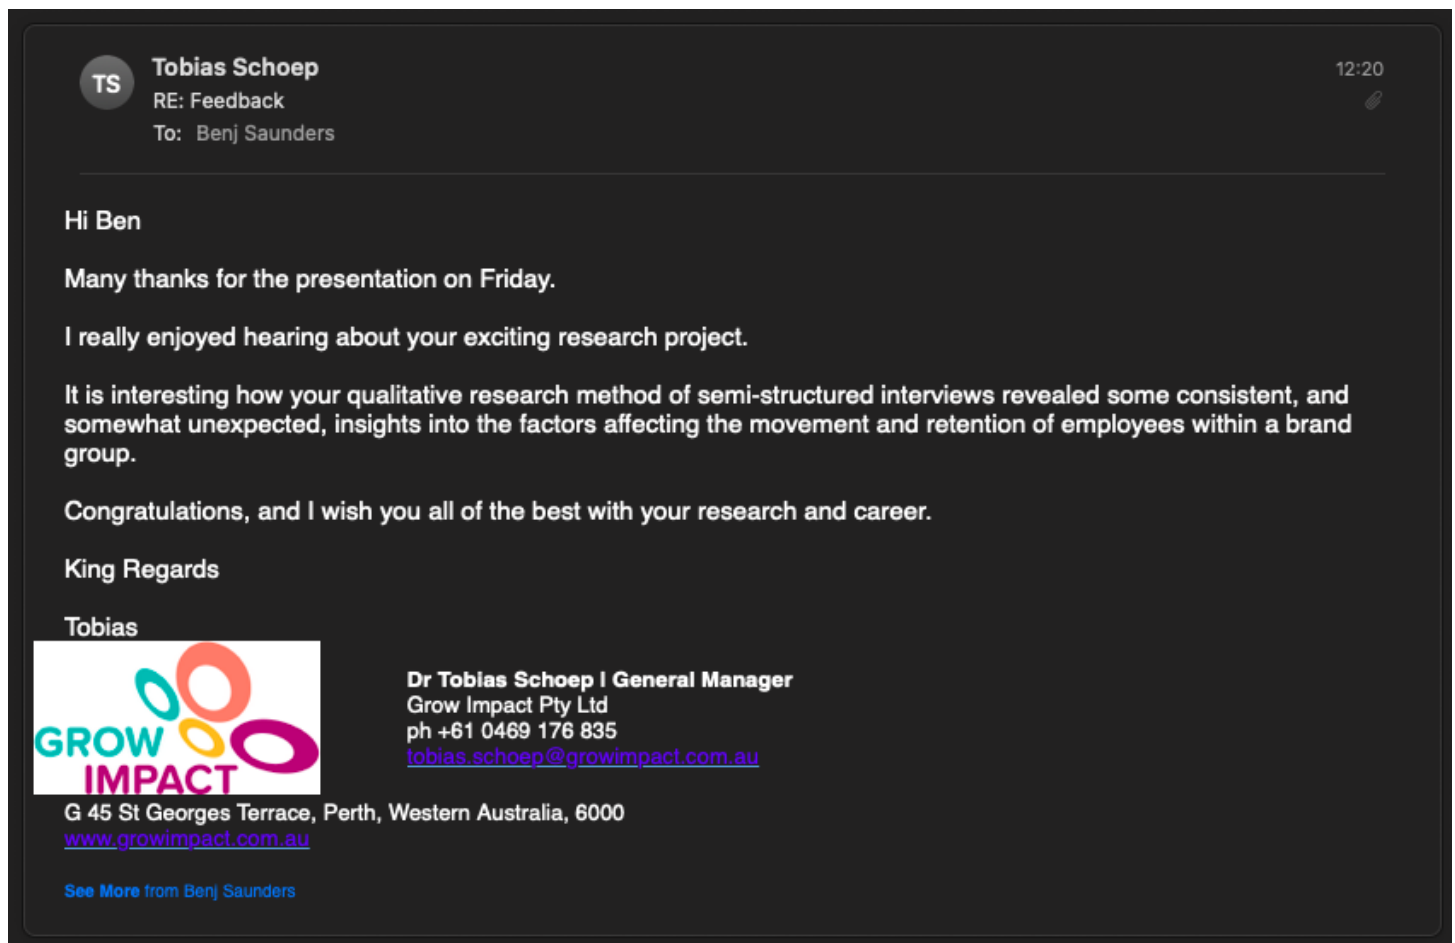 TS
Tobias Schoep
12:20
RE: Feedback
To: Benj Saunders
Hi Ben
Many thanks for the presentation on Friday.
I really enjoyed hearing about your exciting research project.
It is interesting how your qualitative research method of semi-structured interviews revealed some consistent, and
somewhat unexpected, insights into the factors affecting the movement and retention of employees within a brand
group.
Congratulations, and I wish you all of the best with your research and career.
King Regards
Tobias
GROW
IMPACT
Dr Tobias Schoep I General Manager
Grow Impact Pty Ltd
ph +61 0469 176 835
tobias.schoep@growimpact.com.au
G 45 St Georges Terrace, Perth, Western Australia, 6000
www.growimpact.com.au
See More from Benj Saunders